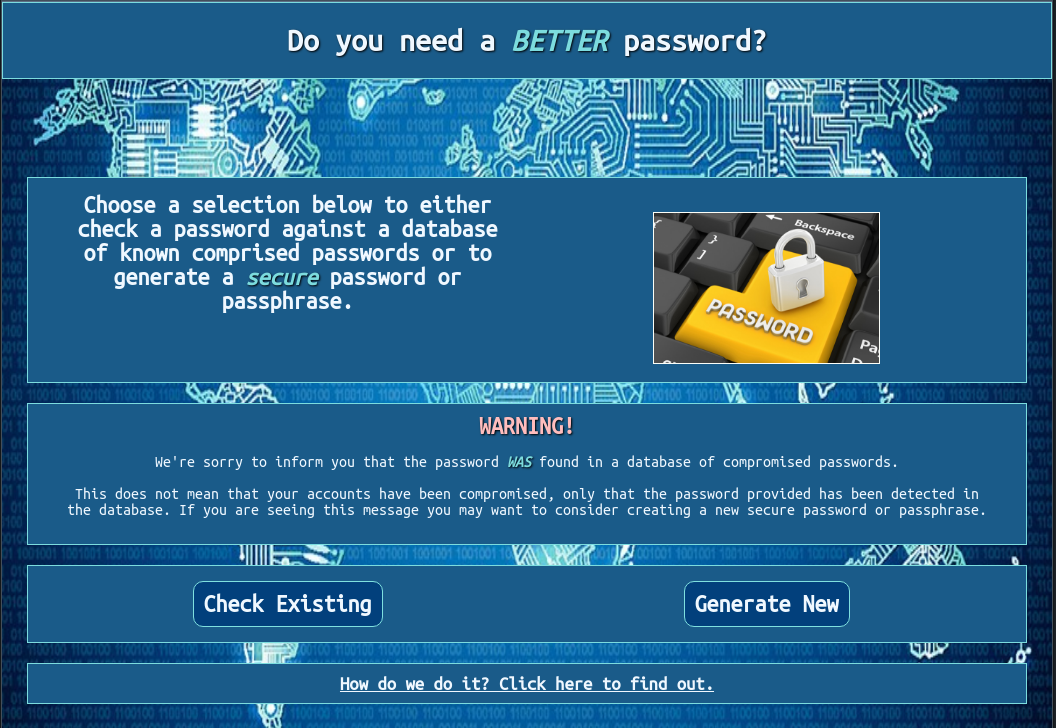 Do you need a BETTER password?
Choose a selection below to either
check a password against a database
of known comprised passwords or to
generate a secure password or
passphrase.
Backspace
}
]
PASSWORD
WARNING!
We're sorry to inform you that the password WAS found in a database of compromised passwords.
This does not mean that your accounts have been compromised, only that the password provided has been detected in
the database. If you are seeing this message you may want to consider creating a new secure password or passphrase.
Check Existing
Generate New
How do we do it? Click here to find out.